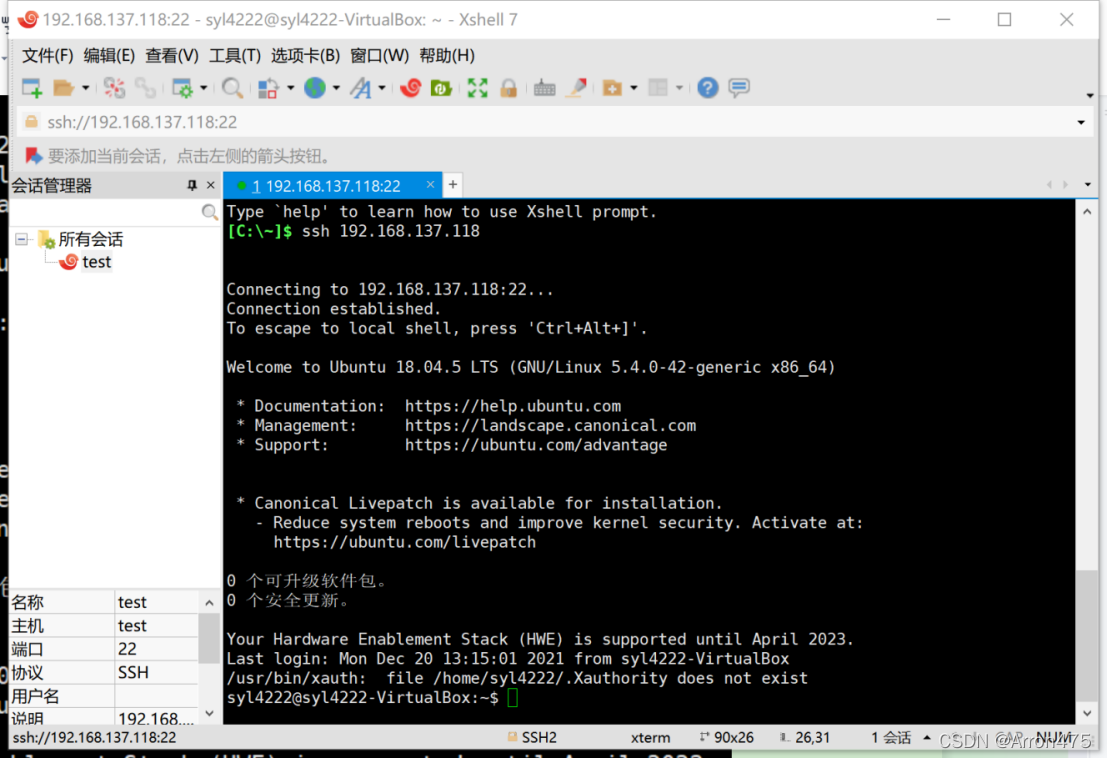 192.168.137.118:22 - syl4222@syl4222-VirtualBox: ~ - Xshell 7
文件(F) 编辑(E) 查看(V) 工具(T) 选项卡(B) 窗口(W) 帮助(H)
ssh://192.168.137.118:22
要添加当前会话，点击左侧的箭头按钮。
会话管理器
1 192.168.137.118:22
所有会话
test
Type `help' to learn how to use Xshell prompt.
[C:\~]$ ssh 192.168.137.118
Connecting to 192.168.137.118:22...
Connection established.
To escape to local shell, press 'Ctrl+Alt+]'.
Welcome to Ubuntu 18.04.5 LTS (GNU/Linux 5.4.0-42-generic x86_64)
* Documentation:  https://help.ubuntu.com
* Management:     https://landscape.canonical.com
* Support:        https://ubuntu.com/advantage
* Canonical Livepatch is available for installation.
- Reduce system reboots and improve kernel security. Activate at:
https://ubuntu.com/livepatch
0 个可升级软件包。
0 个安全更新。
Your Hardware Enablement Stack (HWE) is supported until April 2023.
Last login: Mon Dec 20 13:15:01 2021 from syl4222-VirtualBox
/usr/bin/xauth:  file /home/syl4222/.Xauthority does not exist
syl4222@syl4222-VirtualBox:~$
名称 test
主机 test
端口 22
协议 SSH
用户名
说明 192.168....
ssh://192.168.137.118:22 SSH2 xterm 90x26 26,31 1 会话 CAP NUM
CSDN @Arron475